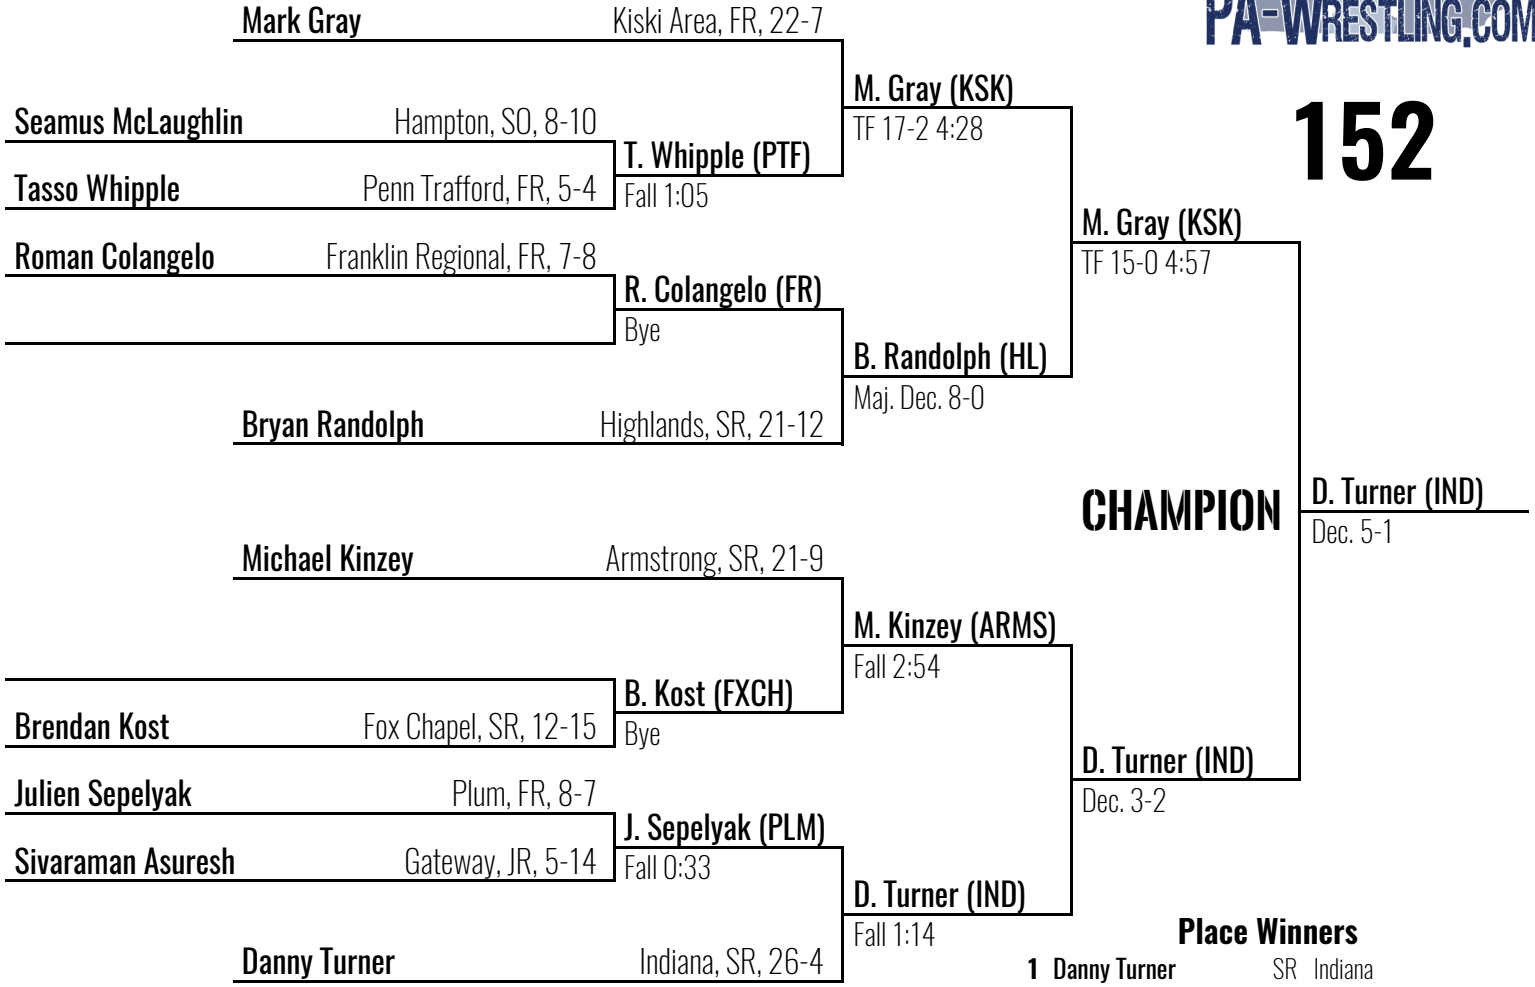 PA-WRESTLING.COM
152
Mark Gray Kiski Area, FR, 22-7
M. Gray (KSK)
TF 17-2 4:28
Seamus McLaughlin Hampton, SO, 8-10
T. Whipple (PTF)
Fall 1:05
Tasso Whipple Penn Trafford, FR, 5-4
M. Gray (KSK)
TF 15-0 4:57
Roman Colangelo Franklin Regional, FR, 7-8
R. Colangelo (FR)
Bye
B. Randolph (HL)
Maj. Dec. 8-0
Bryan Randolph Highlands, SR, 21-12
CHAMPION
D. Turner (IND)
Dec. 5-1
Michael Kinzey Armstrong, SR, 21-9
M. Kinzey (ARMS)
Fall 2:54
B. Kost (FXCH)
Bye
Brendan Kost Fox Chapel, SR, 12-15
D. Turner (IND)
Dec. 3-2
Julien Sepelyak Plum, FR, 8-7
J. Sepelyak (PLM)
Fall 0:33
Sivaraman Asuresh Gateway, JR, 5-14
D. Turner (IND)
Fall 1:14
Danny Turner Indiana, SR, 26-4
Place Winners
1 Danny Turner SR Indiana